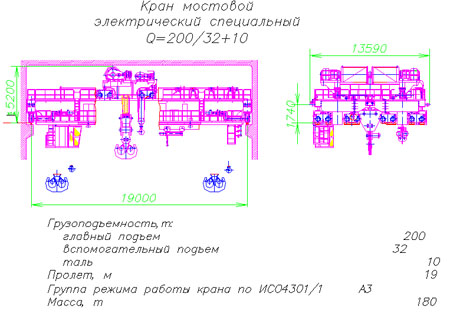 Кран мостовой
электрический специальный
Q=200/32+10
13590
5200
1740
19000
Грузоподъемность,т:
главный подъем 200
вспомогательный подъем 32
таль 10
Пролет, м 19
Группа режима работы крана по ИСО4301/1 А3
Масса, т 180